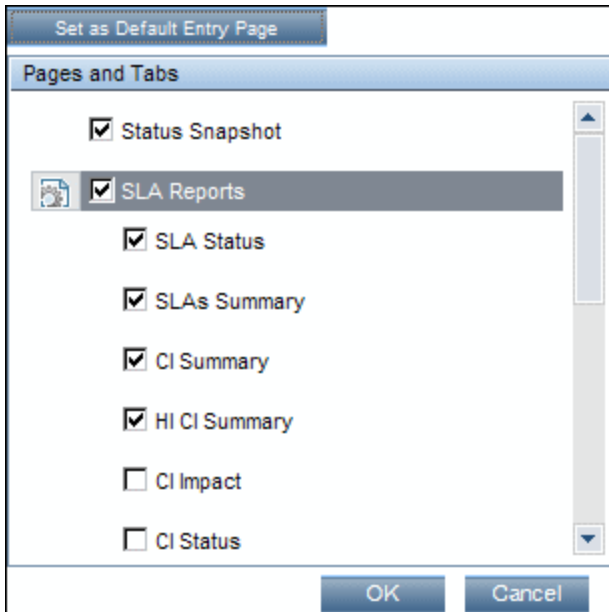 Set as Default Entry Page
Pages and Tabs
Status Snapshot
SLA Reports
SLA Status
SLAs Summary
CI Summary
HI CI Summary
CI Impact
CI Status
OK Cancel